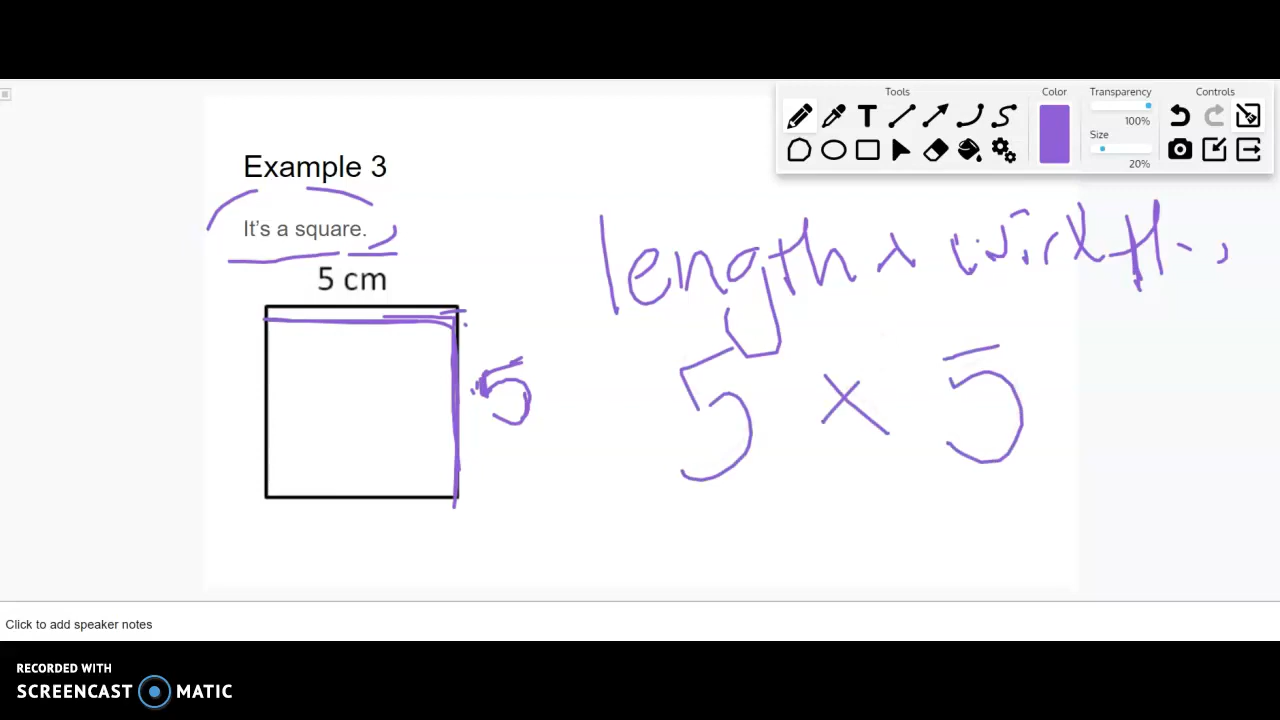 Tools
Color
Transparency
Controls
100%
Size
20%
T
Example 3
It's a square.
5 cm
length x width
5
5 x 5
Click to add speaker notes
RECORDED WITH
SCREENCAST MATIC